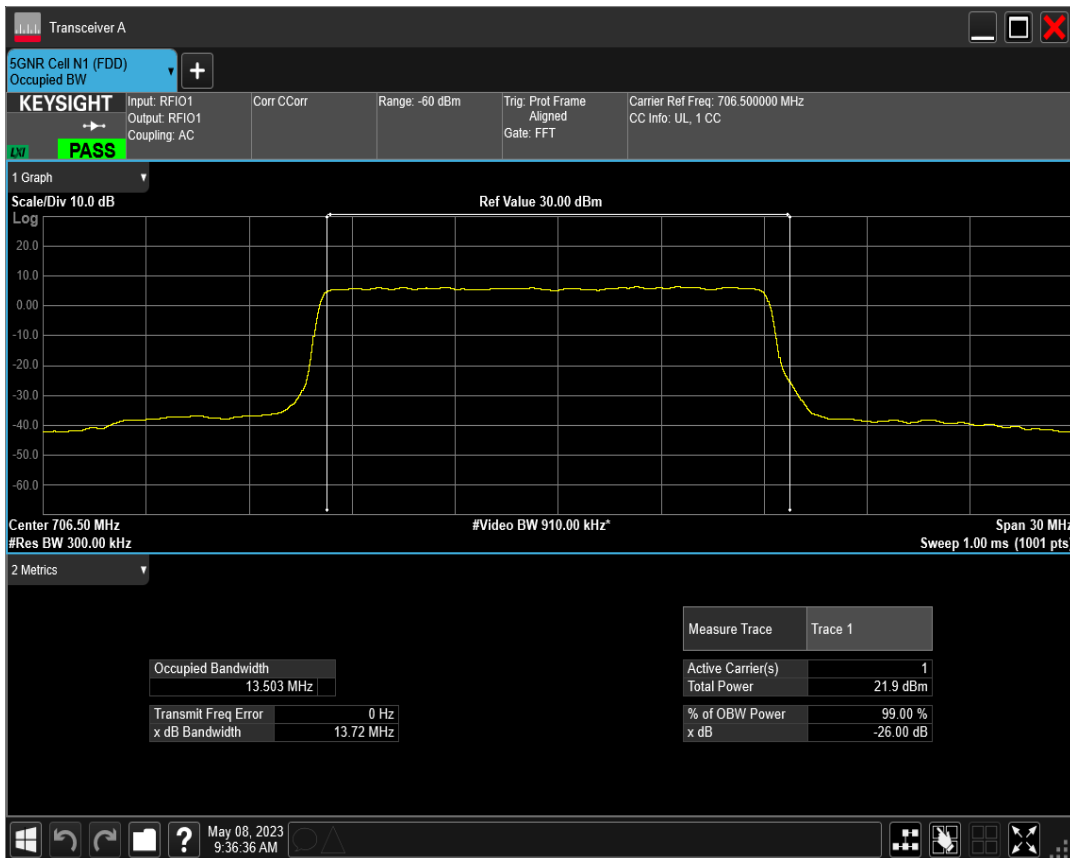 Transceiver A
5GNR Cell N1 (FDD)
Occupied BW
+
KEYSIGHT
LXI
PASS
Input: RFIO1
Output: RFIO1
Coupling: AC
Corr CCorr
Range: -60 dBm
Trig: Prot Frame
Aligned
Gate: FFT
Carrier Ref Freq: 706.500000 MHz
CC Info: UL, 1 CC
1 Graph
Scale/Div 10.0 dB
Ref Value 30.00 dBm
Log
20.0
10.0
0.00
-10.0
-20.0
-30.0
-40.0
-50.0
-60.0
Center 706.50 MHz
#Video BW 910.00 kHz*
Span 30 MHz
#Res BW 300.00 kHz
Sweep 1.00 ms (1001 pts)
2 Metrics
Measure Trace Trace 1
Occupied Bandwidth
13.503 MHz
Active Carrier(s) 1
Total Power 21.9 dBm
Transmit Freq Error 0 Hz
x dB Bandwidth 13.72 MHz
% of OBW Power 99.00 %
x dB -26.00 dB
?
May 08, 2023
9:36:36 AM